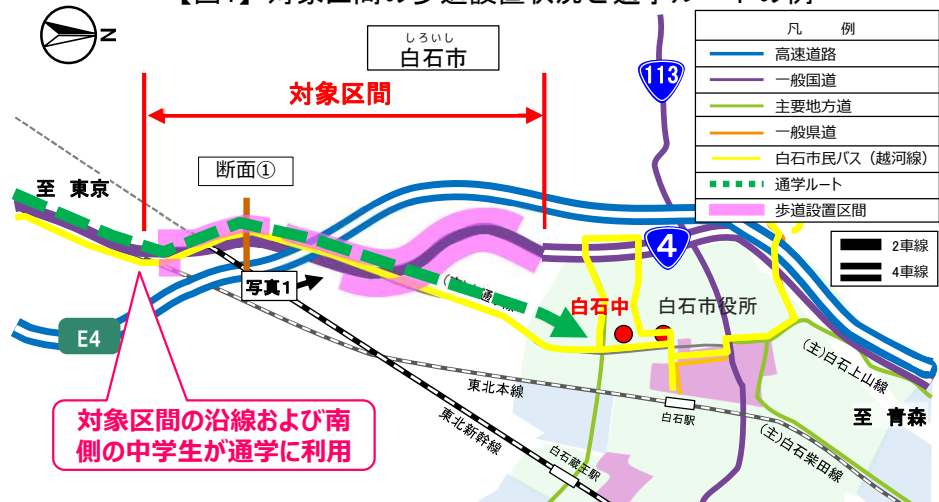 しろいし
白石市
N
凡 例
高速道路
一般国道
主要地方道
一般県道
白石市民バス（越河線）
通学ルート
歩道設置区間
2車線
4車線
113
対象区間
断面①
至 東京
4
写真1
白石中
白石市役所
E4
(主)白石上山線
東北本線
白石駅
至 青森
対象区間の沿線および南
側の中学生が通学に利用
東北新幹線
(主)白石柴田線
白石蔵王駅